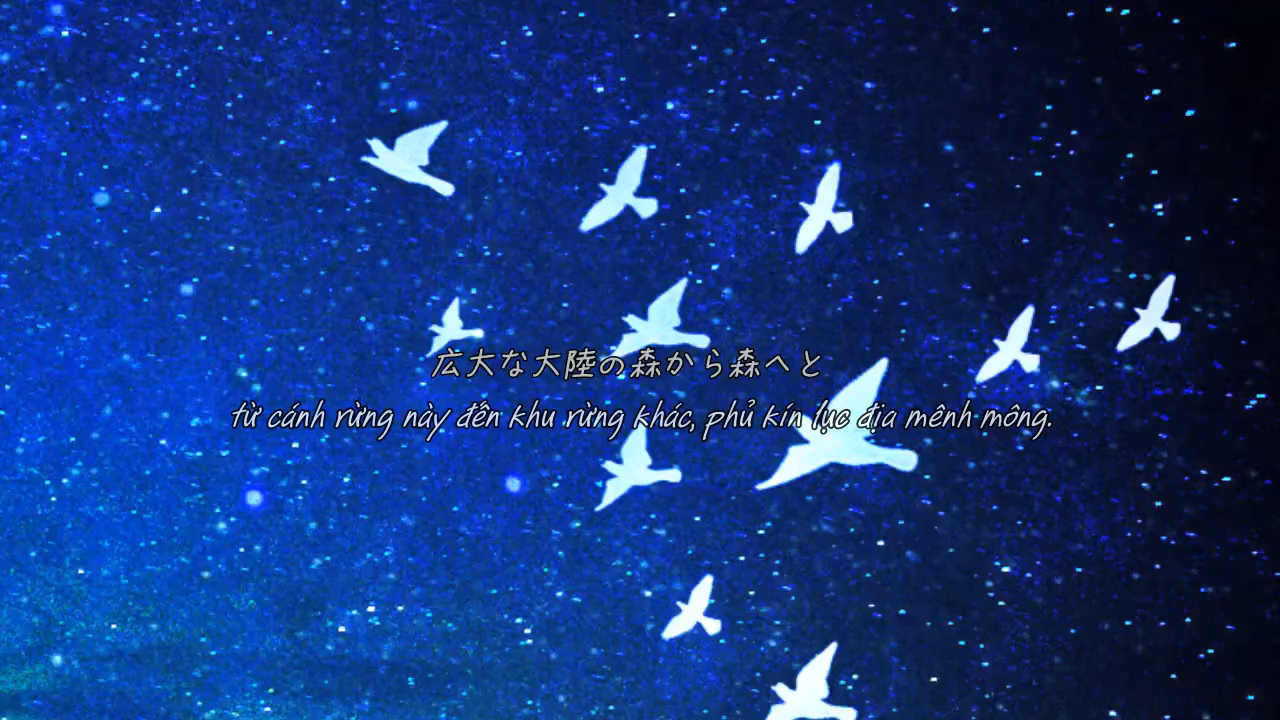 広大な大陸の森から森へと
từ cánh rừng này đến khu rừng khác, phủ kín lục địa mênh mông.